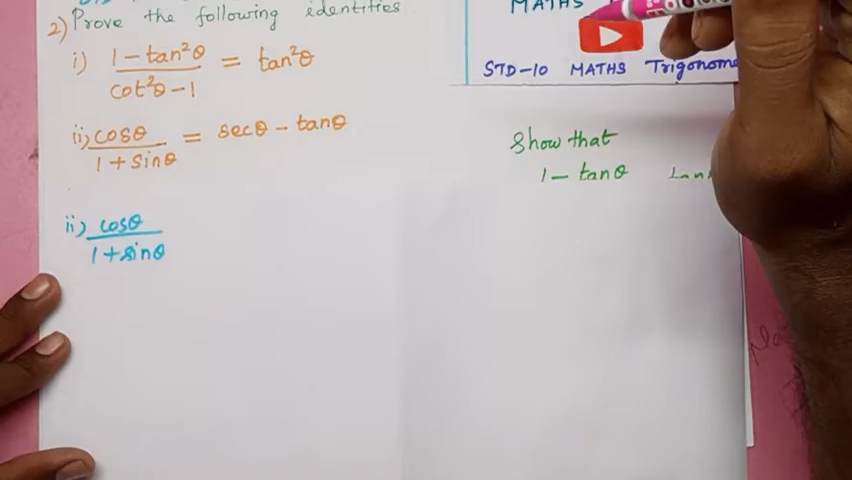 2) Prove the following identities
i) 1 - tan²θ / cot²θ - 1 = tan²θ
ii) cosθ / 1 + sinθ = secθ - tanθ
ii) cosθ / 1 + sinθ
MATHS
STD-10 MATHS
Show that
1 - tanθ